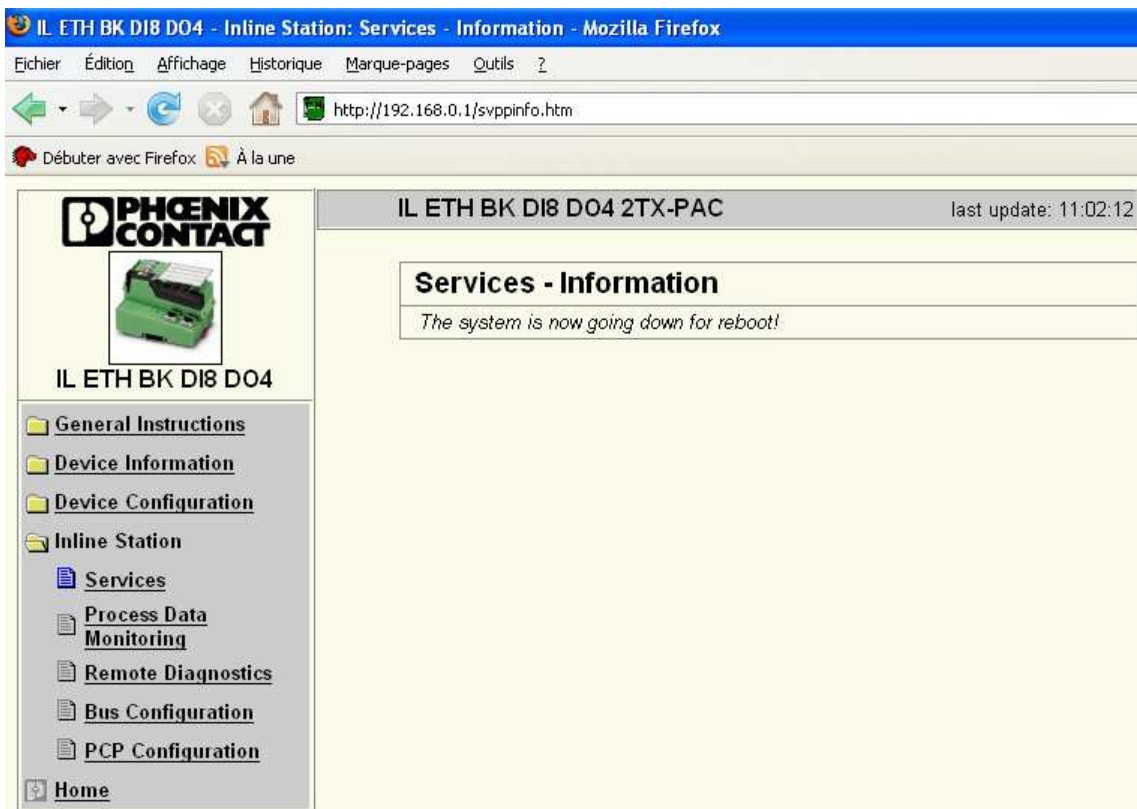 IL ETH BK DI8 DO4 - Inline Station: Services - Information - Mozilla Firefox
Fichier Édition Affichage Historique Marque-pages Outils ?
http://192.168.0.1/svppinfo.htm
Débuter avec Firefox À la une
PHŒNIX
CONTACT
IL ETH BK DI8 DO4
IL ETH BK DI8 DO4 2TX-PAC last update: 11:02:12
Services - Information
The system is now going down for reboot!
General Instructions
Device Information
Device Configuration
Inline Station
Services
Process Data
Monitoring
Remote Diagnostics
Bus Configuration
PCP Configuration
Home